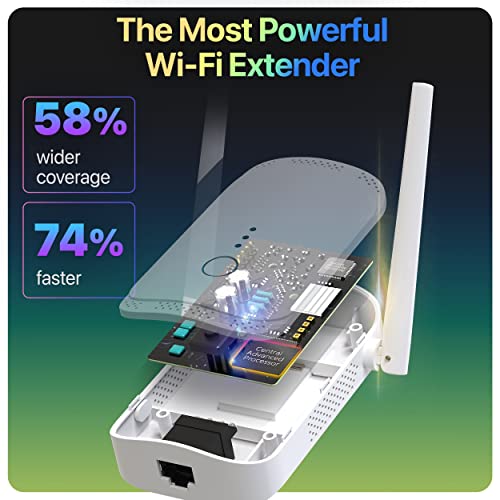 The Most Powerful
Wi-Fi Extender
58%
wider
coverage
74%
faster
Central
Advanced
Processor